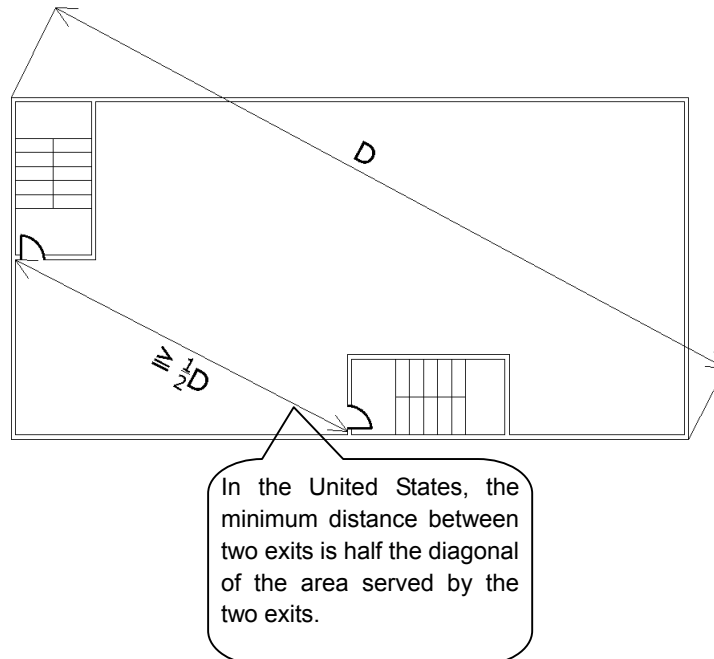 D
≧ 1/2 D
In the United States, the
minimum distance between
two exits is half the diagonal
of the area served by the
two exits.